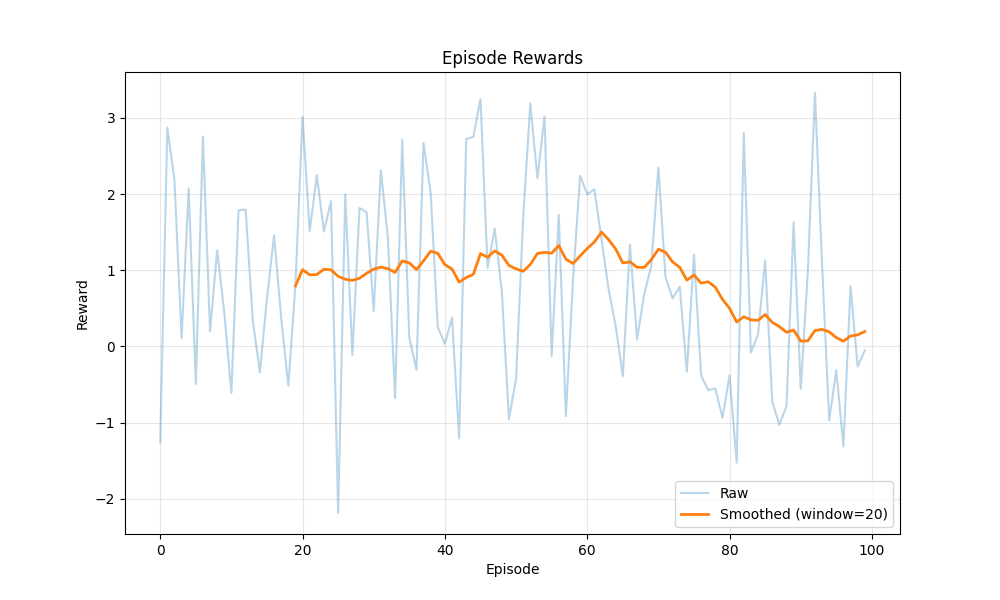 Episode Rewards
Reward
3
2
1
0
−1
−2
0 20 40 60 80 100
Episode
Raw
Smoothed (window=20)